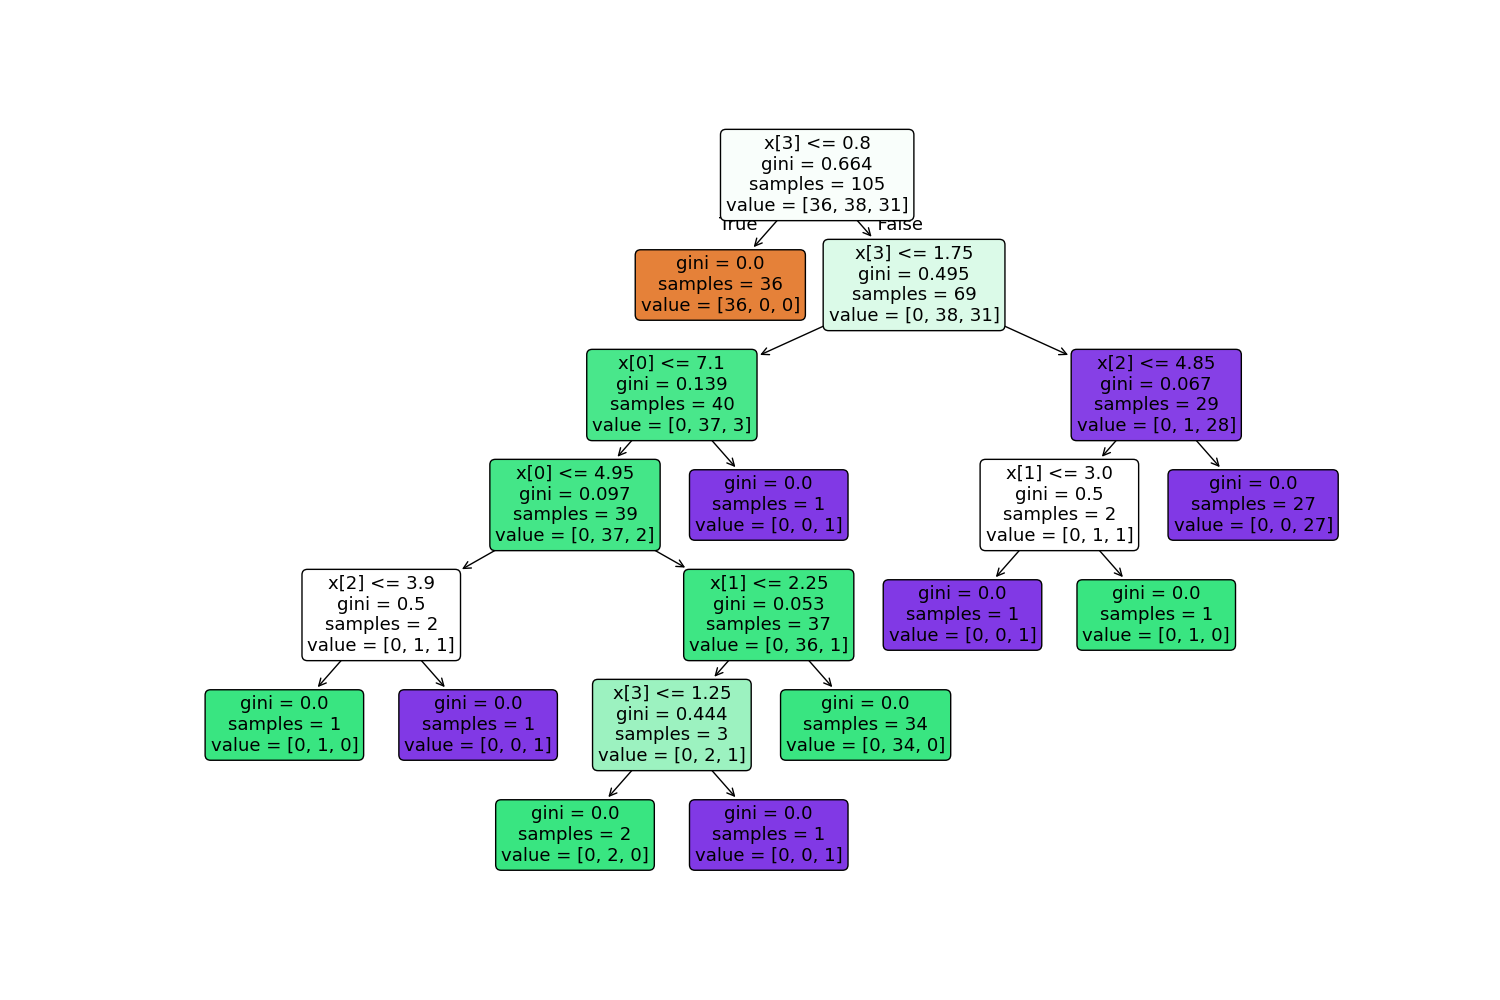 x[3] <= 0.8
gini = 0.664
samples = 105
value = [36, 38, 31]
True
False
gini = 0.0
samples = 36
value = [36, 0, 0]
x[3] <= 1.75
gini = 0.495
samples = 69
value = [0, 38, 31]
x[0] <= 7.1
gini = 0.139
samples = 40
value = [0, 37, 3]
x[2] <= 4.85
gini = 0.067
samples = 29
value = [0, 1, 28]
x[0] <= 4.95
gini = 0.097
samples = 39
value = [0, 37, 2]
gini = 0.0
samples = 1
value = [0, 0, 1]
x[1] <= 3.0
gini = 0.5
samples = 2
value = [0, 1, 1]
gini = 0.0
samples = 27
value = [0, 0, 27]
x[2] <= 3.9
gini = 0.5
samples = 2
value = [0, 1, 1]
x[1] <= 2.25
gini = 0.053
samples = 37
value = [0, 36, 1]
gini = 0.0
samples = 1
value = [0, 0, 1]
gini = 0.0
samples = 1
value = [0, 1, 0]
gini = 0.0
samples = 1
value = [0, 1, 0]
gini = 0.0
samples = 1
value = [0, 0, 1]
x[3] <= 1.25
gini = 0.444
samples = 3
value = [0, 2, 1]
gini = 0.0
samples = 34
value = [0, 34, 0]
gini = 0.0
samples = 2
value = [0, 2, 0]
gini = 0.0
samples = 1
value = [0, 0, 1]